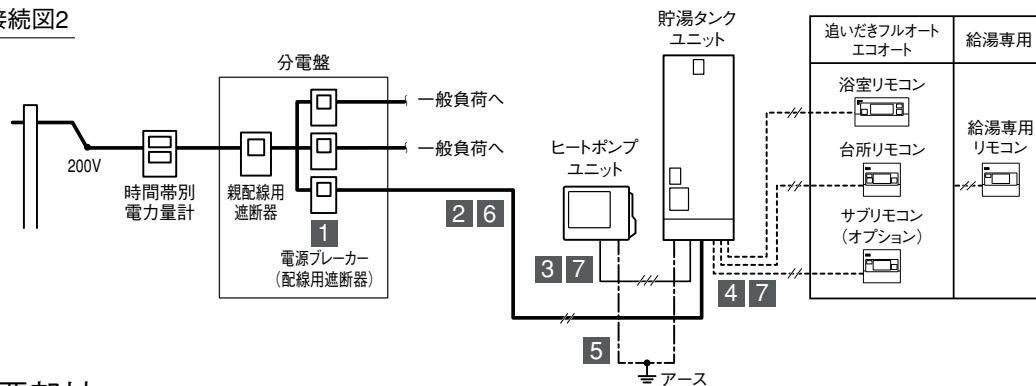 接続図2
分電盤
一般負荷へ
一般負荷へ
200V
時間帯別
電力量計
親配線用
遮断器
1
電源ブレーカー
（配線用遮断器）
2 6
ヒートポンプ
ユニット
3 7
貯湯タンク
ユニット
4 7
5
アース
追いだきフルオート
エコオート
給湯専用
浴室リモコン
台所リモコン
サブリモコン
（オプション）
給湯専用
リモコン